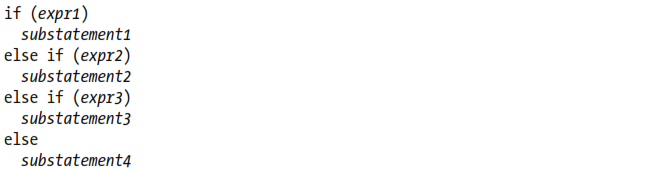 if (expr1)
  substatement1
else if (expr2)
  substatement2
else if (expr3)
  substatement3
else
  substatement4